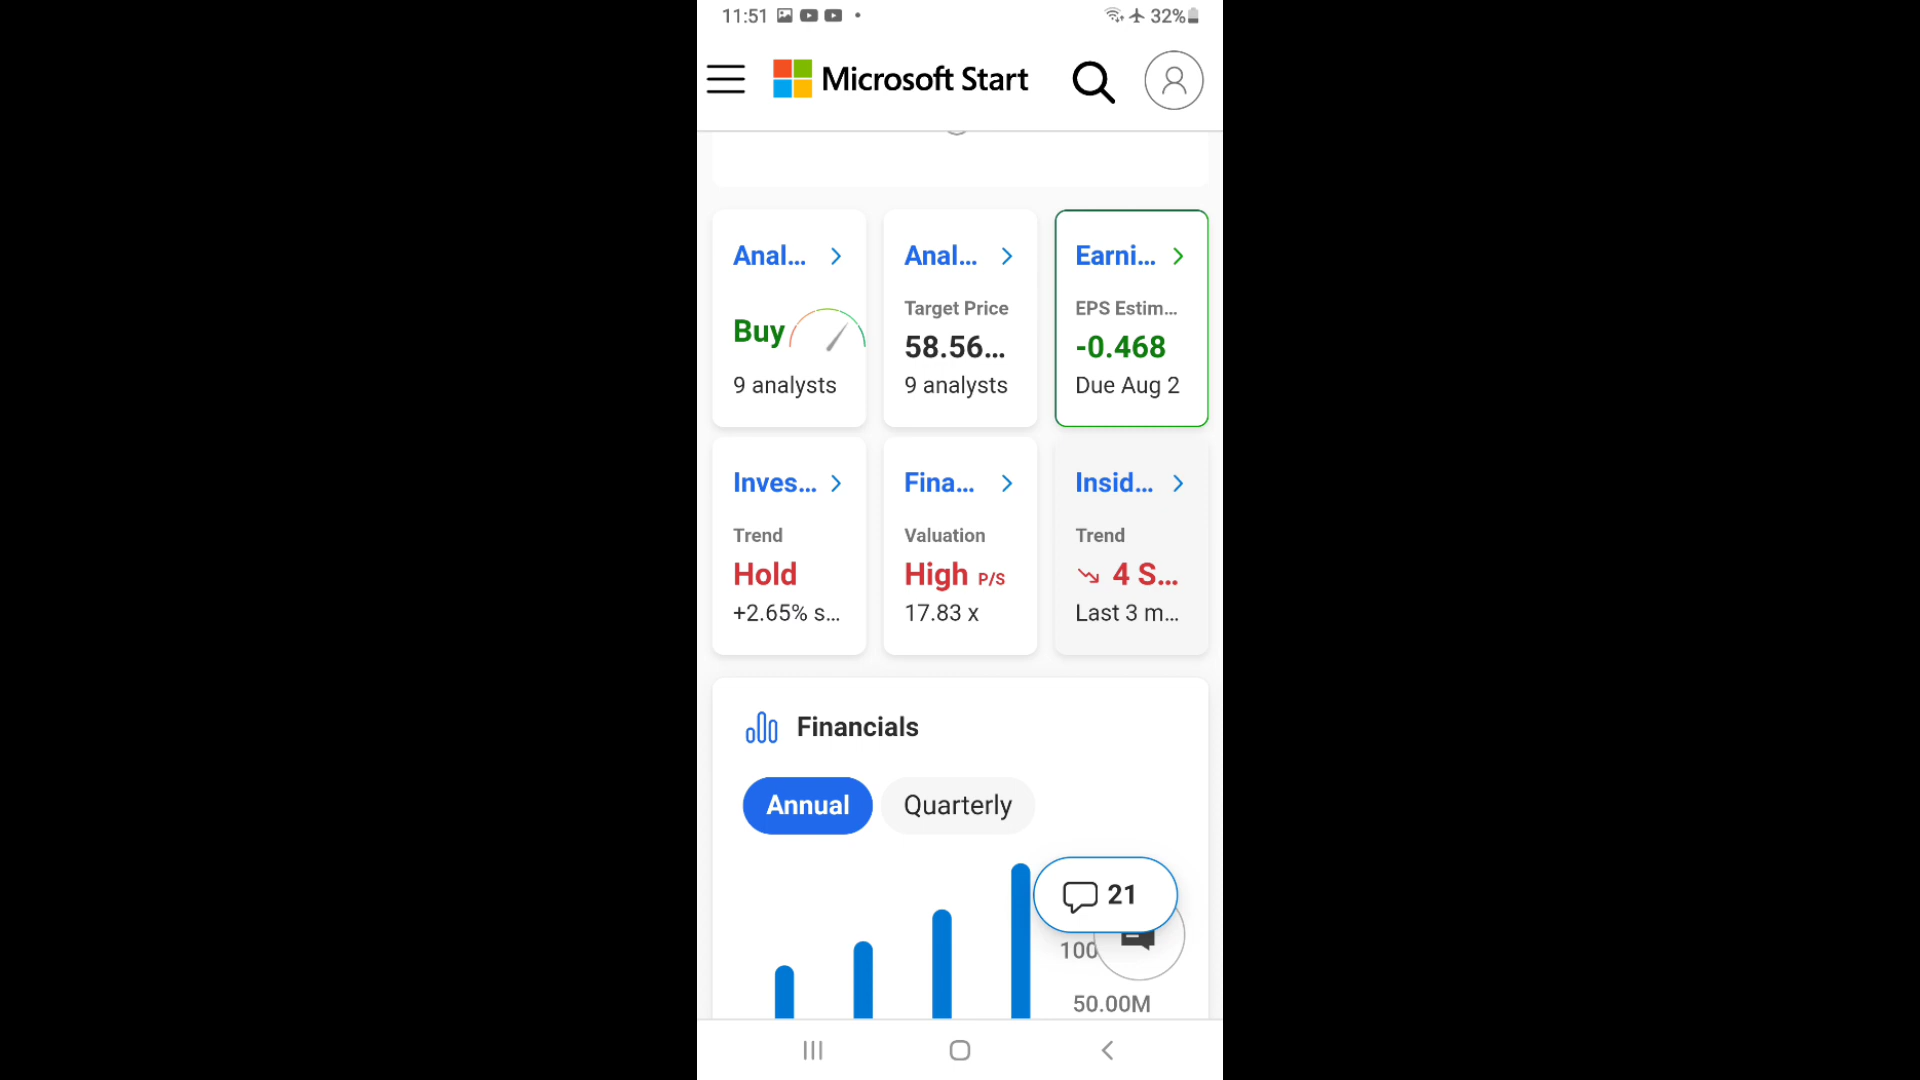 11:51 32%
Microsoft Start
Anal... Anal... Earni...
Buy
9 analysts
Target Price
58.56...
9 analysts
EPS Estim...
-0.468
Due Aug 2
Inves... Fina... Insid...
Trend
Hold
+2.65% s...
Valuation
High P/S
17.83 x
Trend
4 S...
Last 3 m...
Financials
Annual Quarterly
21
100
50.00M